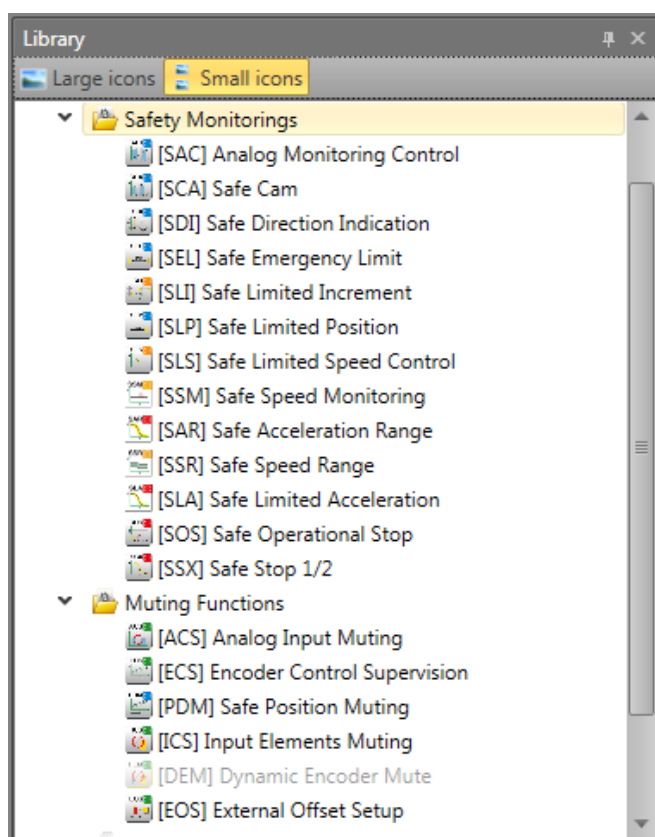 Library
Large icons Small icons
Safety Monitorings
[SAC] Analog Monitoring Control
[SCA] Safe Cam
[SDI] Safe Direction Indication
[SEL] Safe Emergency Limit
[SLI] Safe Limited Increment
[SLP] Safe Limited Position
[SLS] Safe Limited Speed Control
[SSM] Safe Speed Monitoring
[SAR] Safe Acceleration Range
[SSR] Safe Speed Range
[SLA] Safe Limited Acceleration
[SOS] Safe Operational Stop
[SSX] Safe Stop 1/2
Muting Functions
[ACS] Analog Input Muting
[ECS] Encoder Control Supervision
[PDM] Safe Position Muting
[ICS] Input Elements Muting
[DEM] Dynamic Encoder Mute
[EOS] External Offset Setup